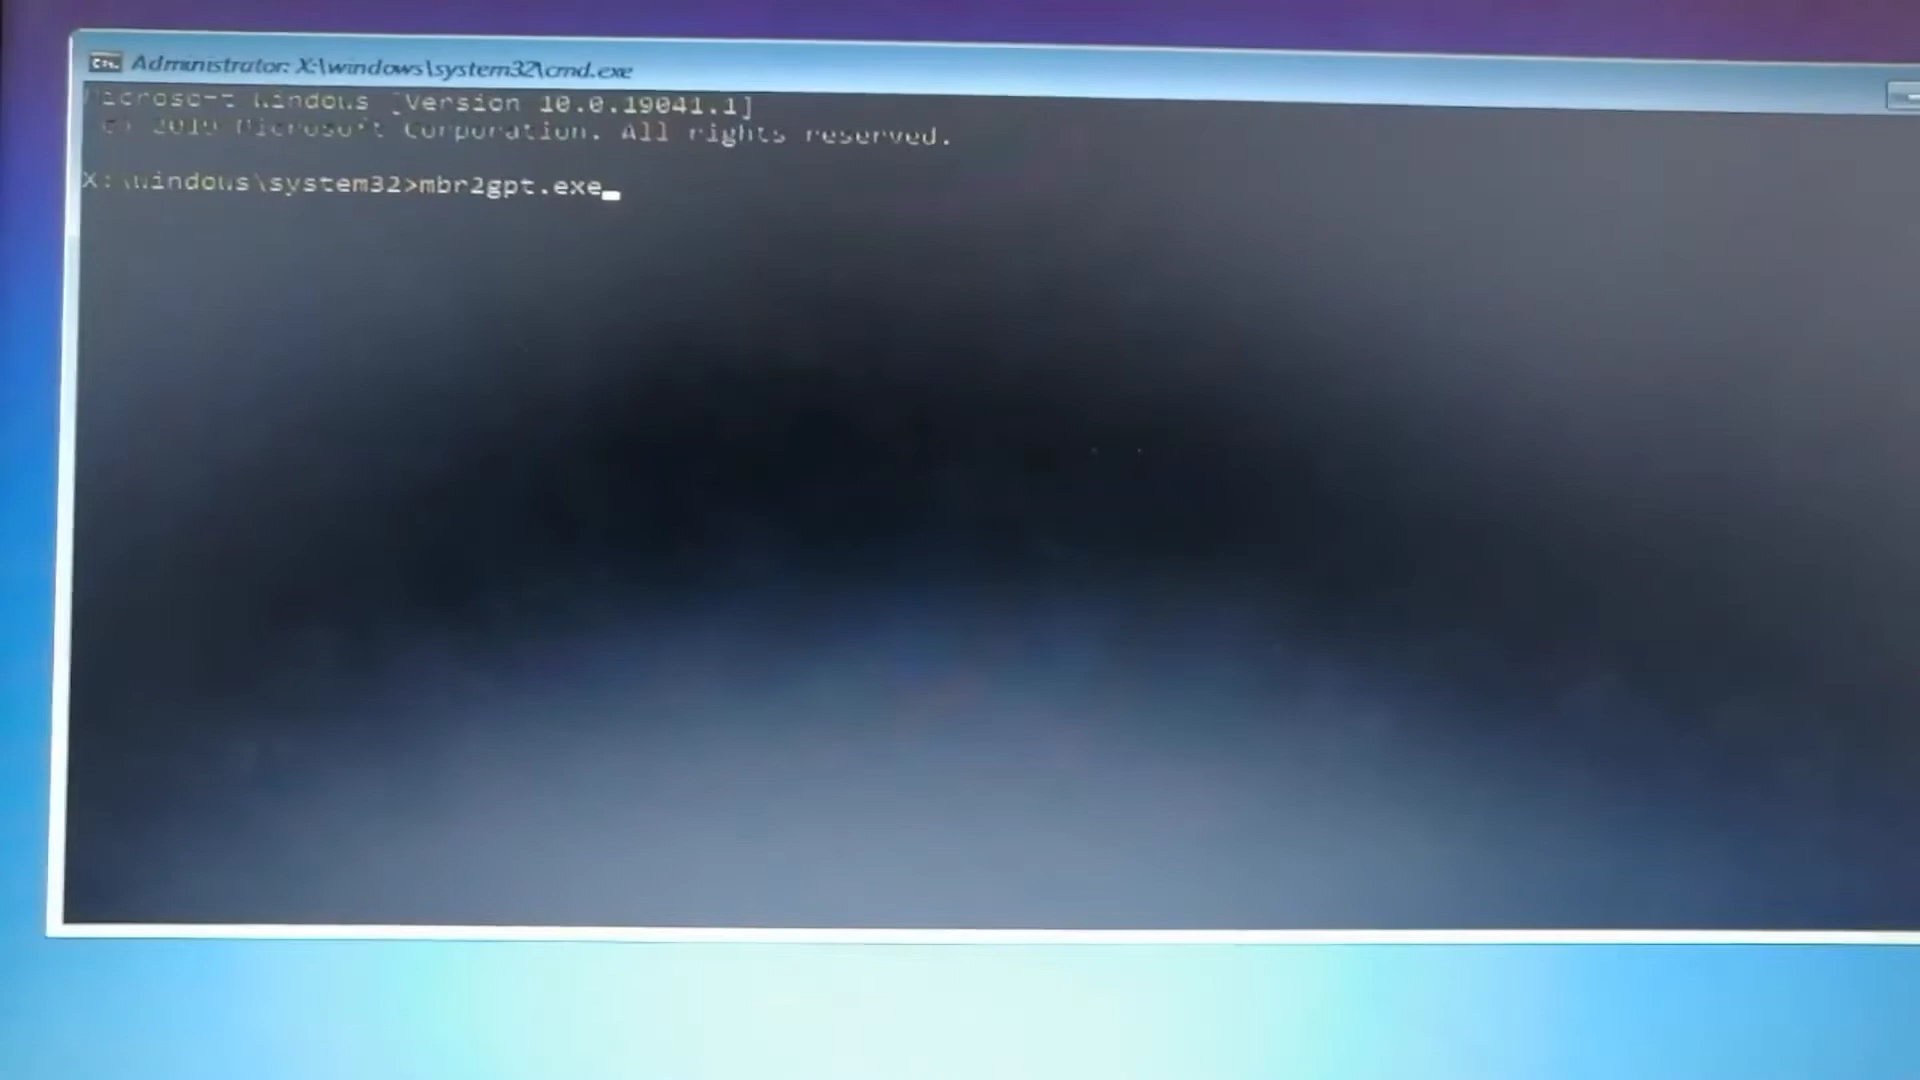 Administrator: X:\windows\system32\cmd.exe
Microsoft Windows [Version 10.0.19041.1]
(c) 2019 Microsoft Corporation. All rights reserved.
X:\windows\system32>mbr2gpt.exe